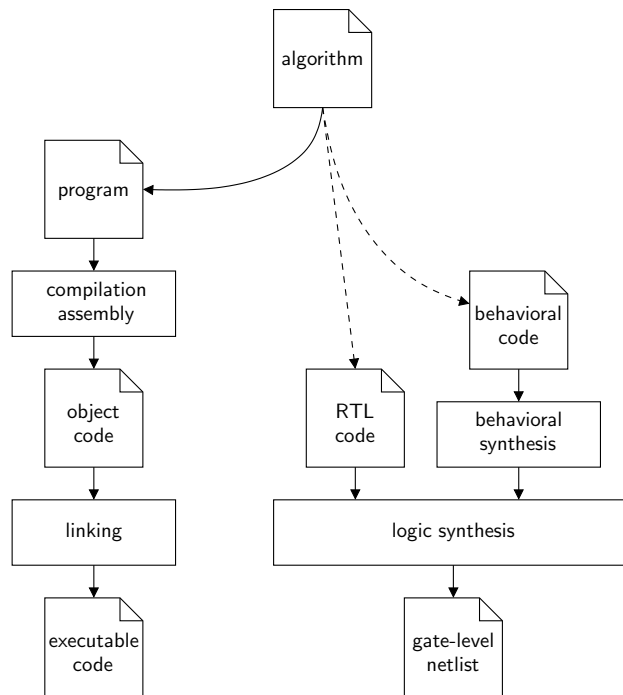 algorithm
program
compilation
assembly
behavioral
code
object
code
RTL
code
behavioral
synthesis
linking
logic synthesis
executable
code
gate-level
netlist